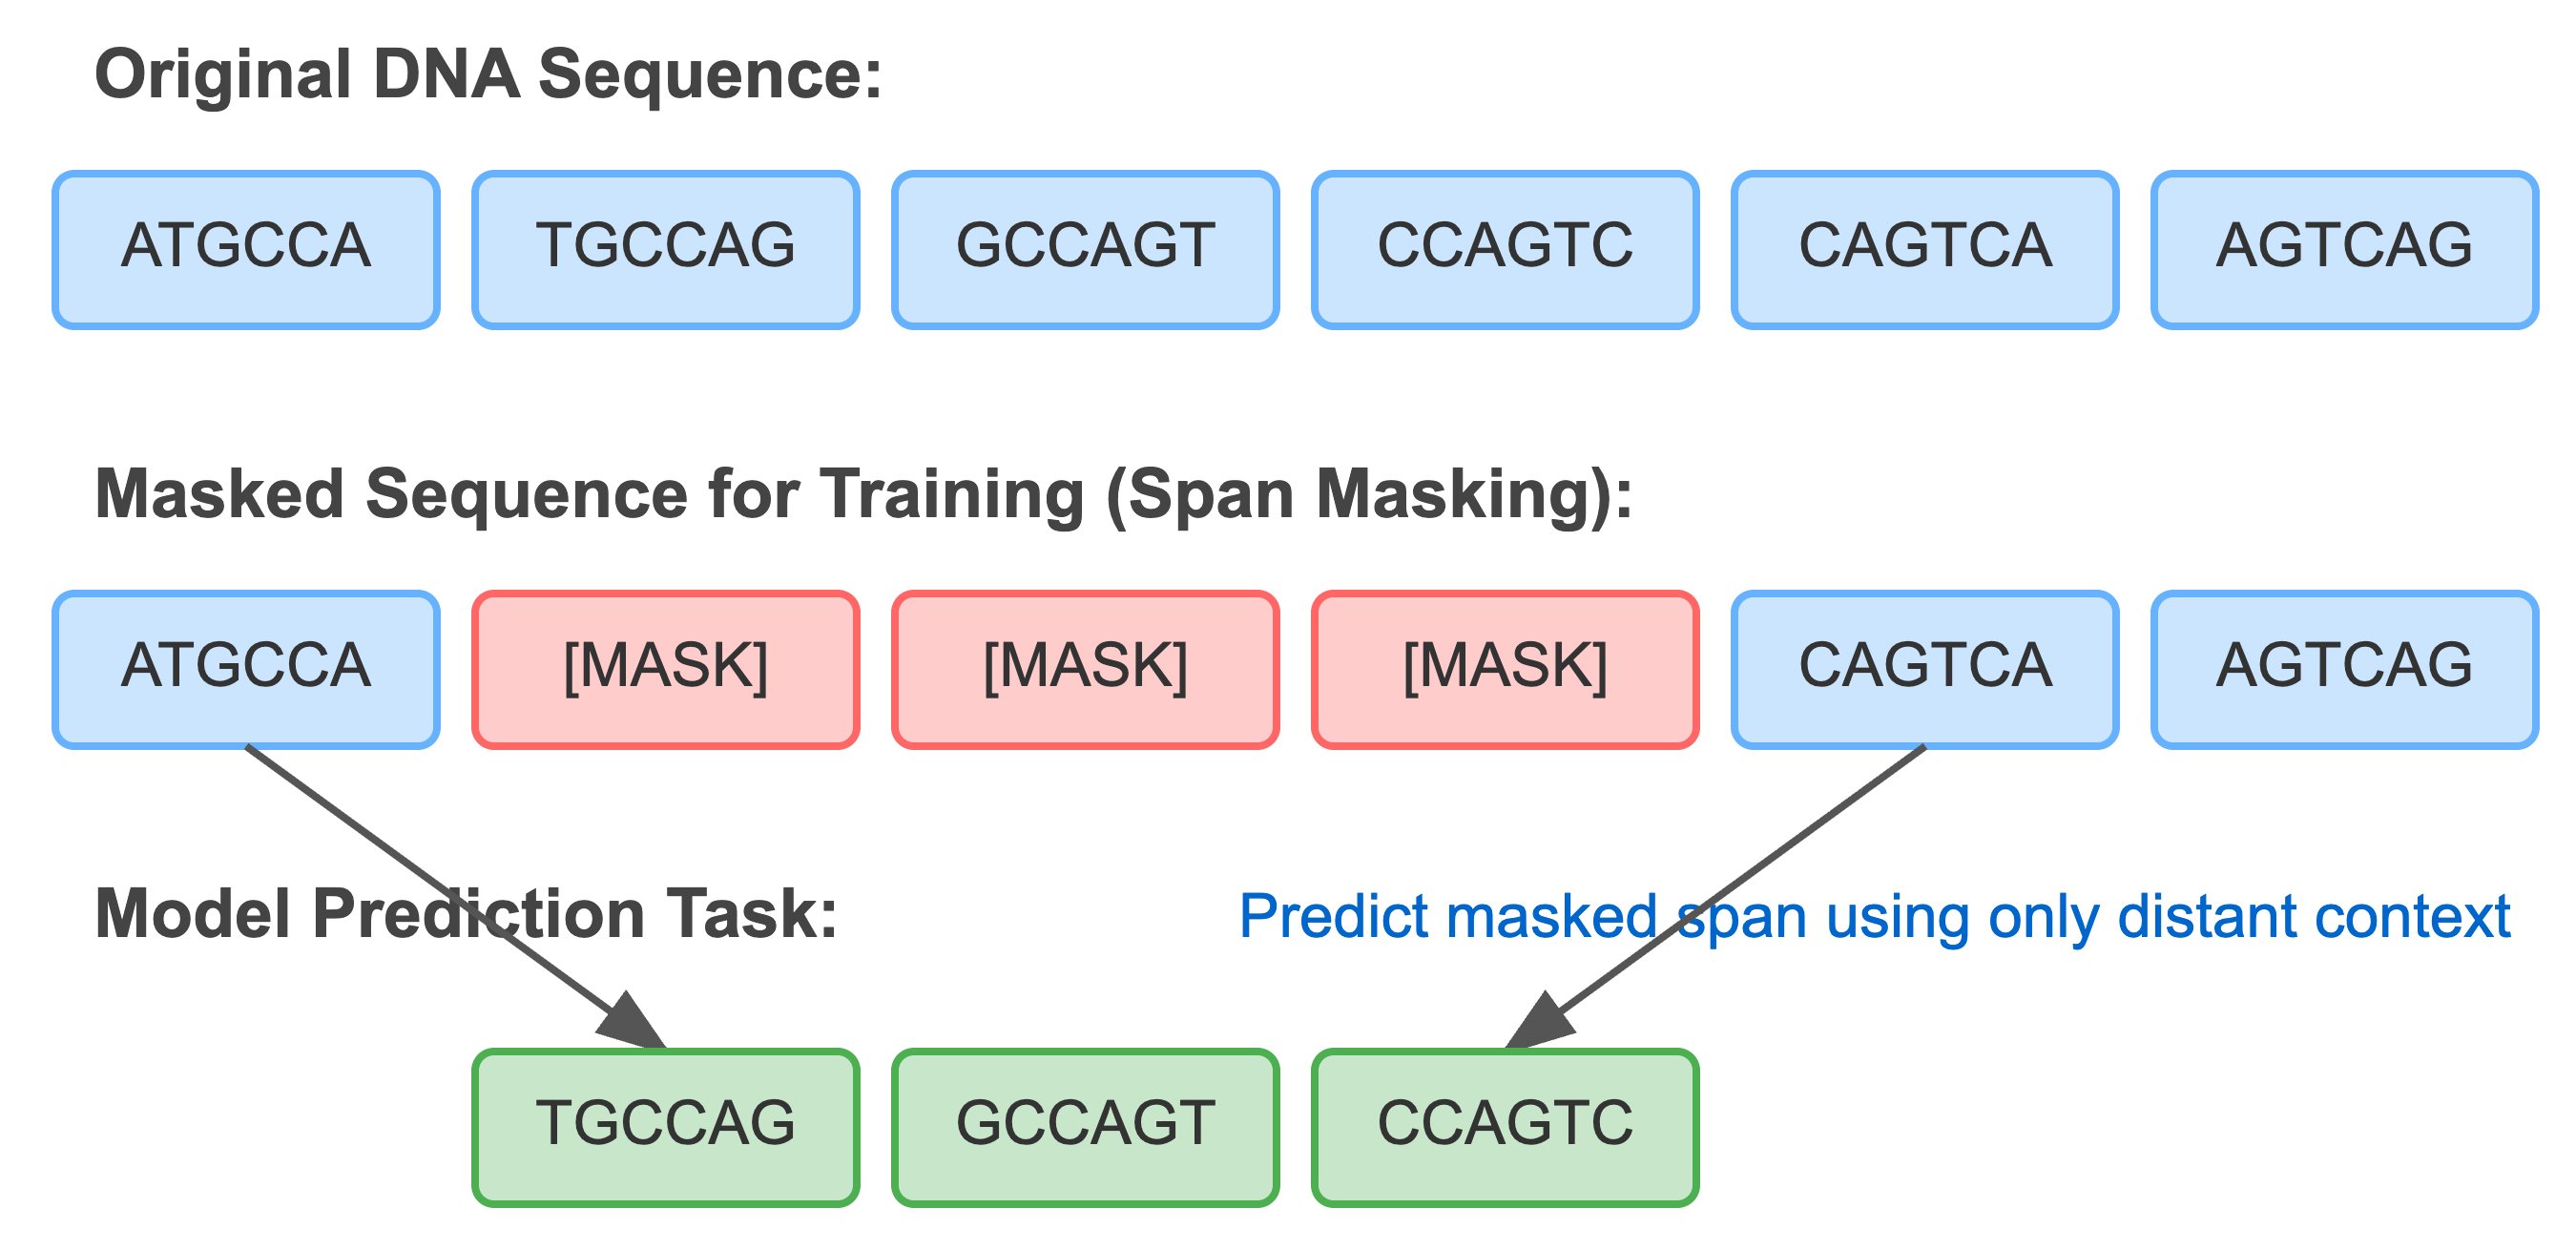 Original DNA Sequence:
ATGCCA TGCCAG GCCAGT CCAGTC CAGTCA AGTCAG
Masked Sequence for Training (Span Masking):
ATGCCA [MASK] [MASK] [MASK] CAGTCA AGTCAG
Model Prediction Task: Predict masked span using only distant context
TGCCAG GCCAGT CCAGTC